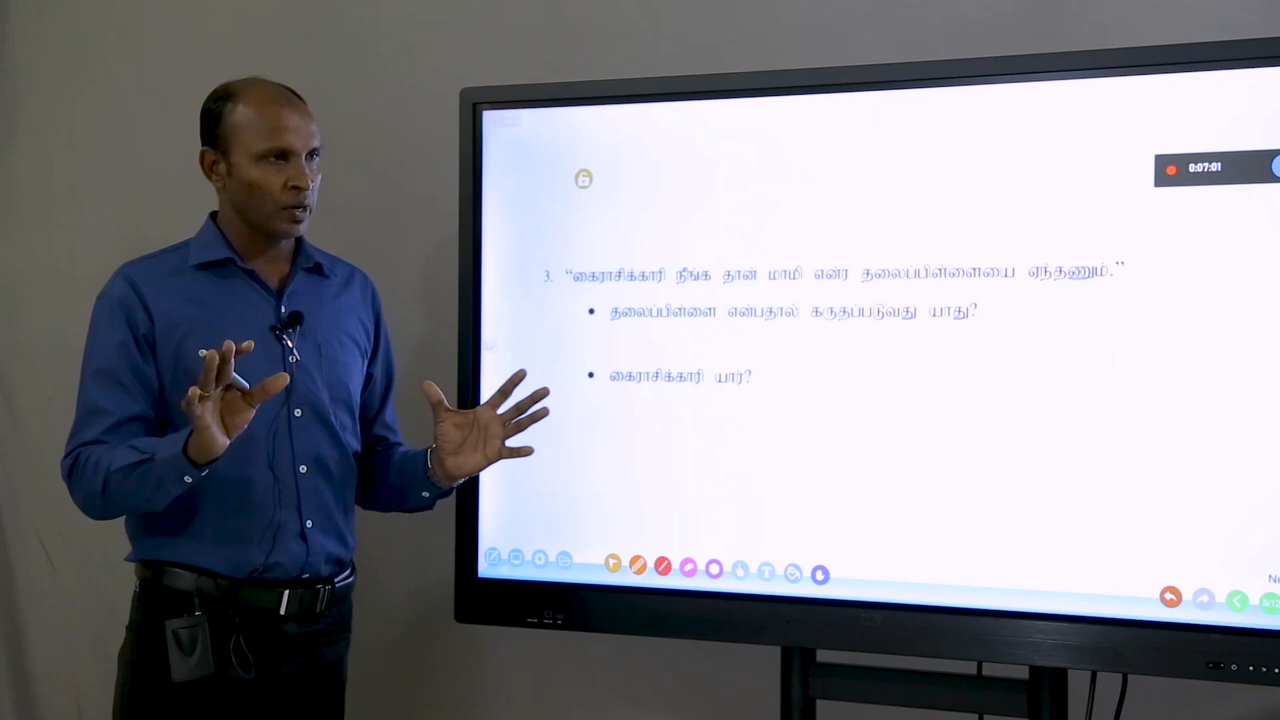 0:07:01
3. “கைராசிக்காரி நீங்க தான் மாமி என்ர தலைப்பிள்ளையை ஏந்தணும்.”
• தலைப்பிள்ளை என்பதால் கருதப்படுவது யாது?
• கைராசிக்காரி யார்?